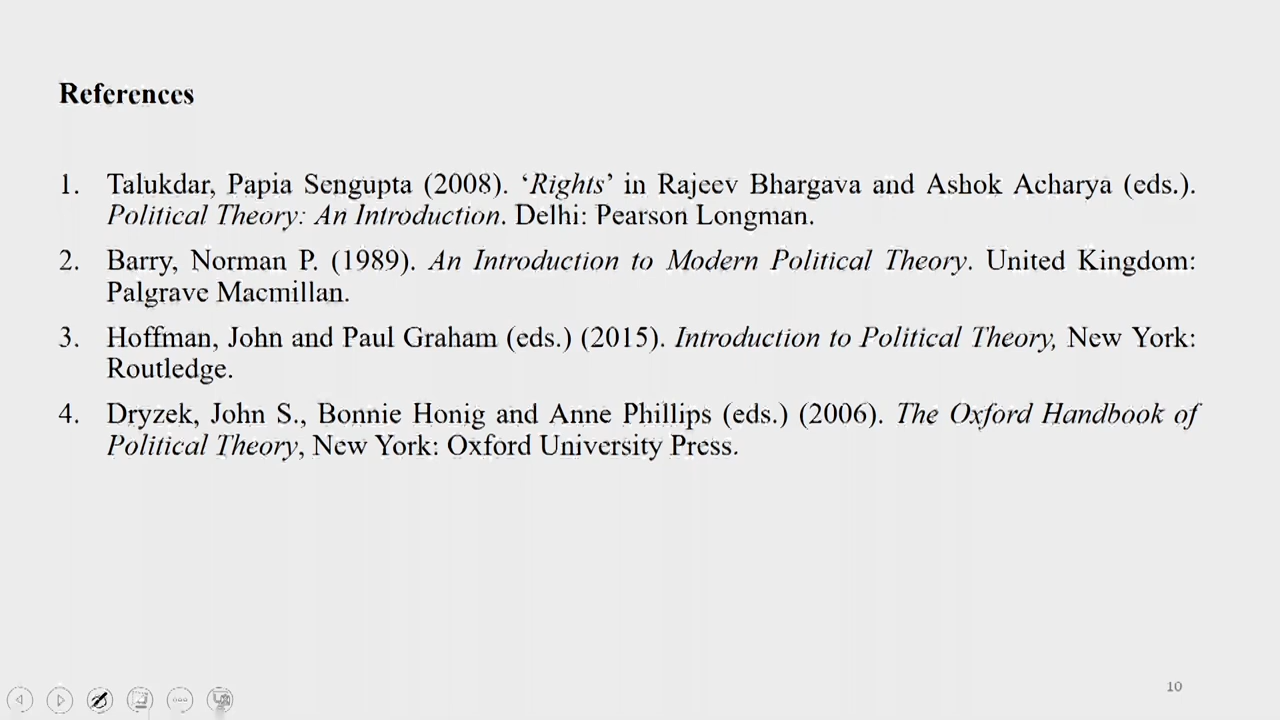 References
1. Talukdar, Papia Sengupta (2008). ‘Rights’ in Rajeev Bhargava and Ashok Acharya (eds.).
Political Theory: An Introduction. Delhi: Pearson Longman.
2. Barry, Norman P. (1989). An Introduction to Modern Political Theory. United Kingdom:
Palgrave Macmillan.
3. Hoffman, John and Paul Graham (eds.) (2015). Introduction to Political Theory, New York:
Routledge.
4. Dryzek, John S., Bonnie Honig and Anne Phillips (eds.) (2006). The Oxford Handbook of
Political Theory, New York: Oxford University Press.
10